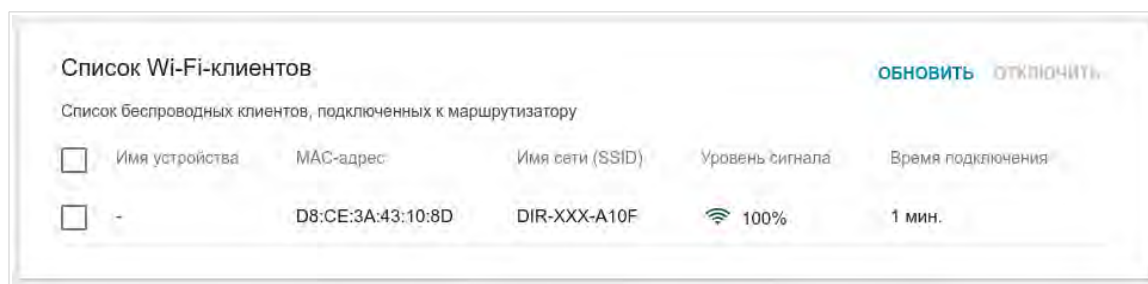 Список Wi-Fi-клиентов
ОБНОВИТЬ ОТКЛЮЧИТЬ
Список беспроводных клиентов, подключенных к маршрутизатору
Имя устройства MAC-адрес Имя сети (SSID) Уровень сигнала Время подключения
- D8:CE:3A:43:10:8D DIR-XXX-A10F 100% 1 мин.